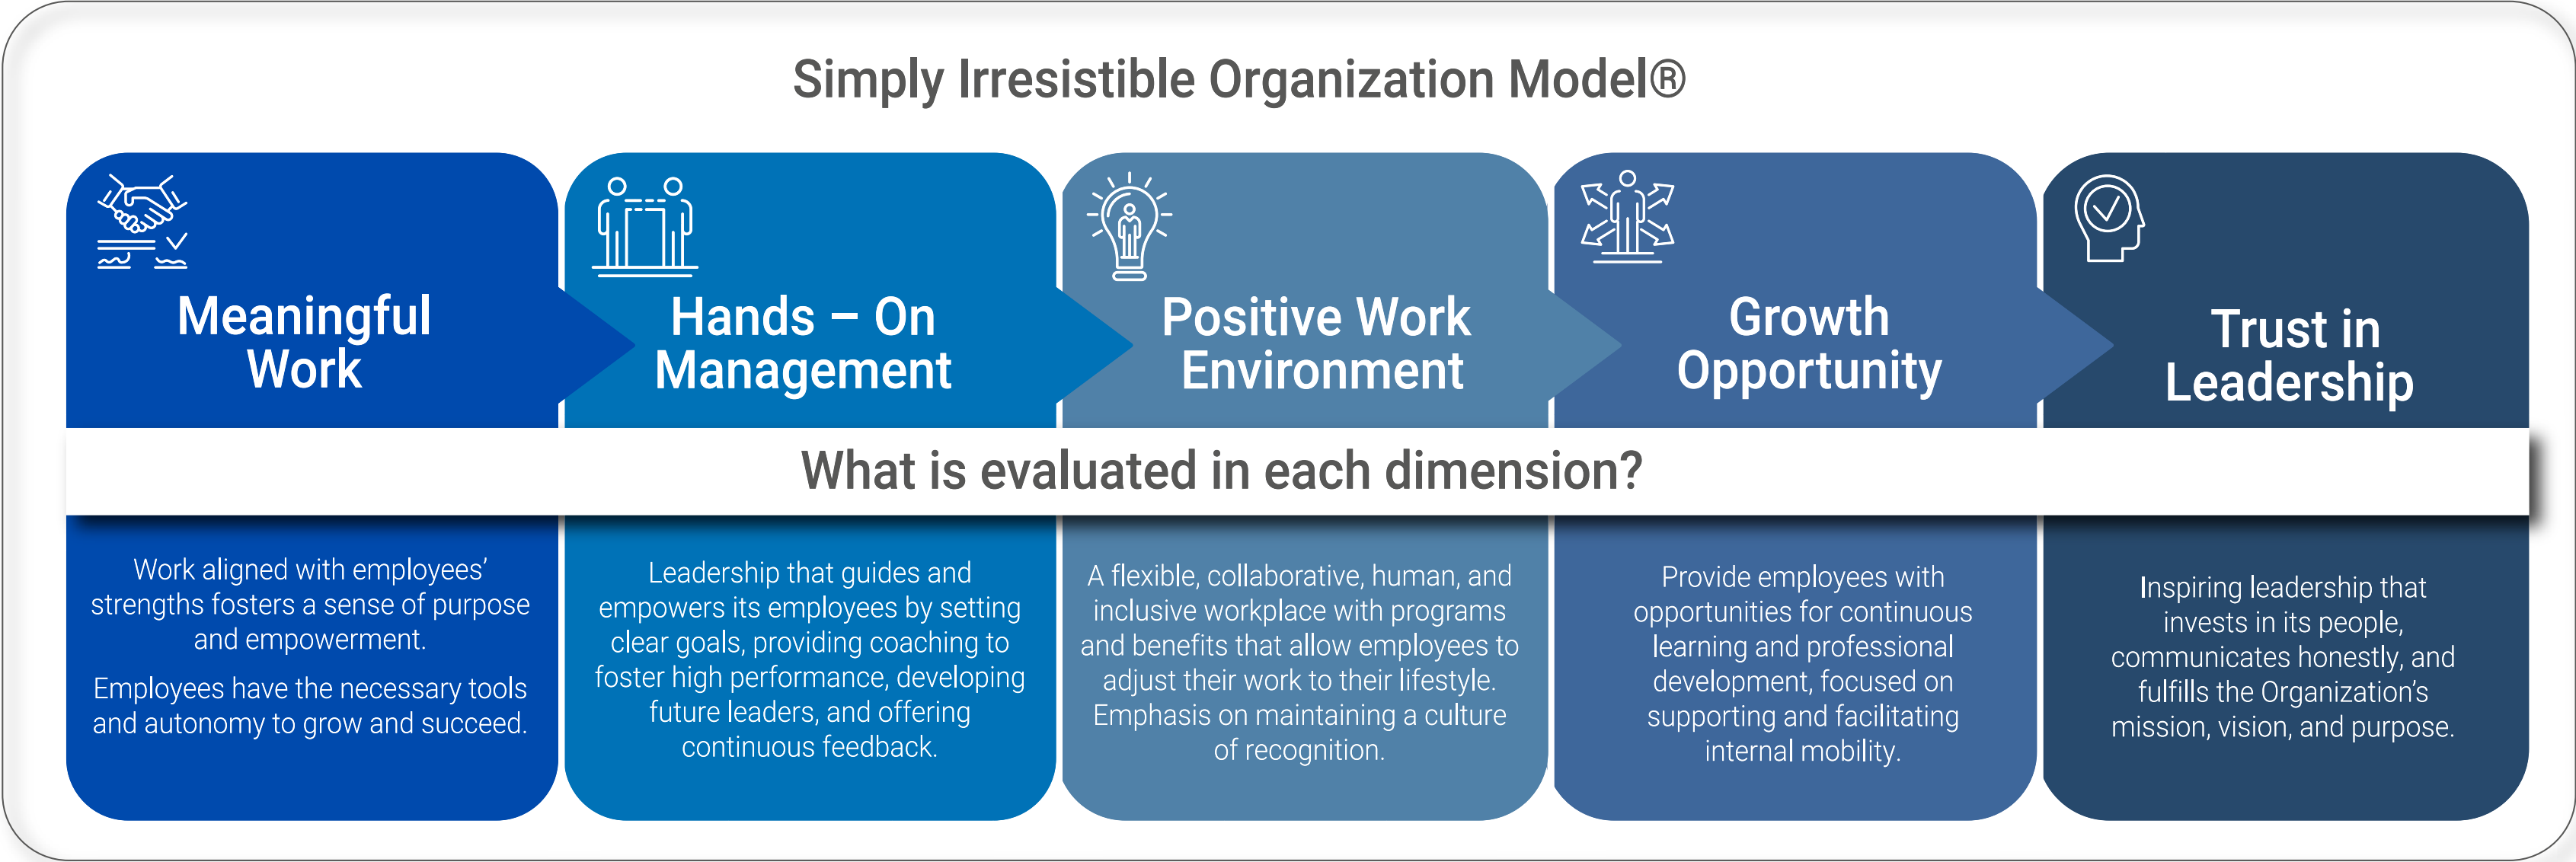 Simply Irresistible Organization Model®
Meaningful
Work
Hands – On
Management
Positive Work
Environment
Growth
Opportunity
Trust in
Leadership
What is evaluated in each dimension?
Work aligned with employees’
strengths fosters a sense of purpose
and empowerment.
Employees have the necessary tools
and autonomy to grow and succeed.
Leadership that guides and
empowers its employees by setting
clear goals, providing coaching to
foster high performance, developing
future leaders, and offering
continuous feedback.
A flexible, collaborative, human, and
inclusive workplace with programs
and benefits that allow employees to
adjust their work to their lifestyle.
Emphasis on maintaining a culture
of recognition.
Provide employees with
opportunities for continuous
learning and professional
development, focused on
supporting and facilitating
internal mobility.
Inspiring leadership that
invests in its people,
communicates honestly, and
fulfills the Organization’s
mission, vision, and purpose.